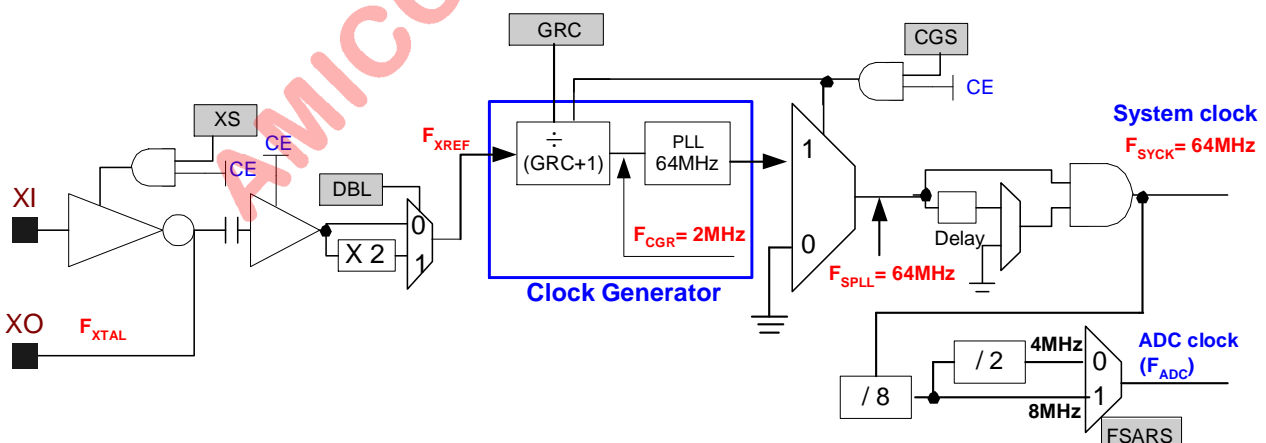 AMICC
GRC
CGS
CE
XS
CE
CE
F_XREF
÷
(GRC+1)
PLL
64MHz
1
0
System clock
F_SYCK= 64MHz
XI
DBL
0
1
X 2
F_CGR= 2MHz
Delay
F_SPLL= 64MHz
Clock Generator
XO
F_XTAL
/ 8
/ 2
4MHz
8MHz
0
1
ADC clock
(F_ADC)
FSARS